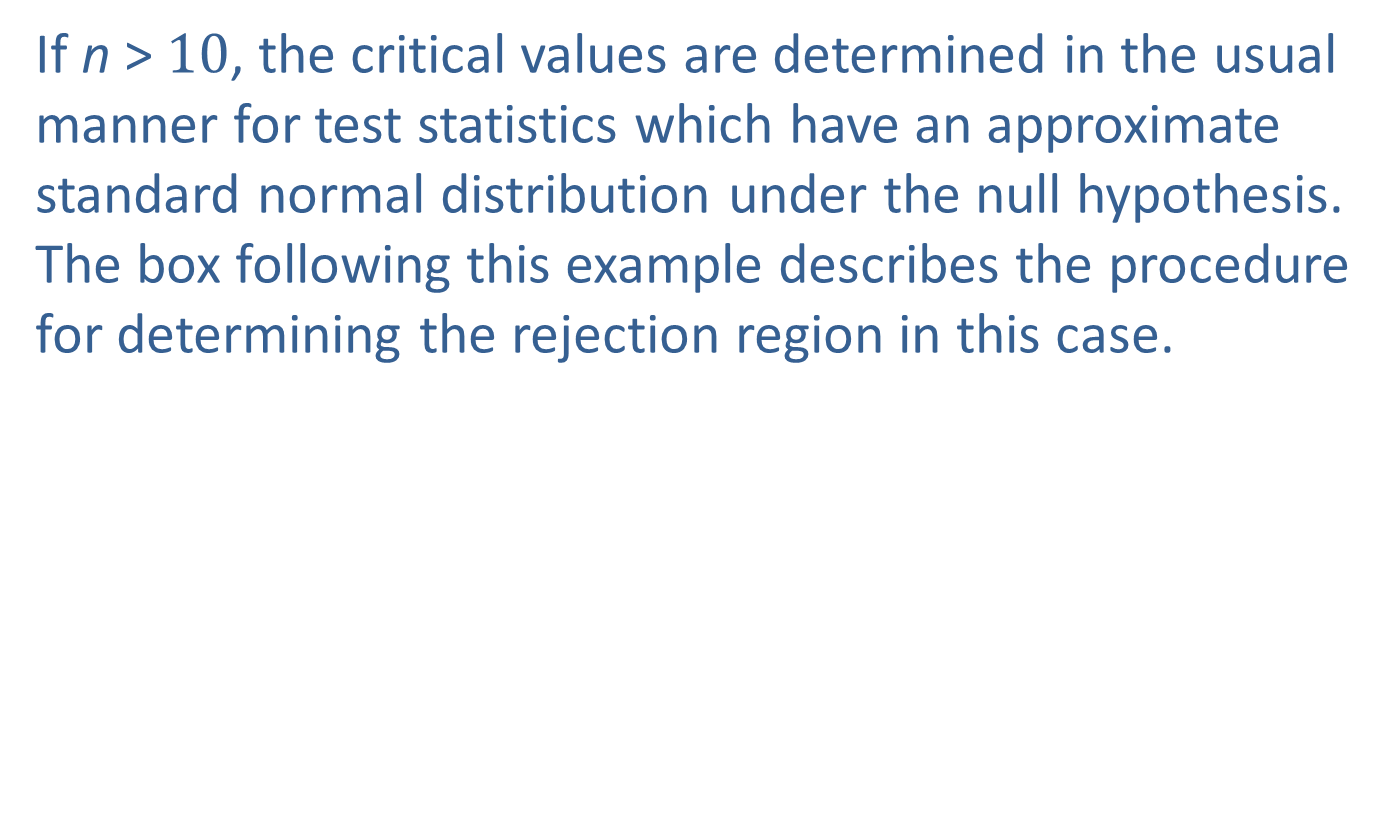 If n > 10, the critical values are determined in the usual
manner for test statistics which have an approximate
standard normal distribution under the null hypothesis.
The box following this example describes the procedure
for determining the rejection region in this case.